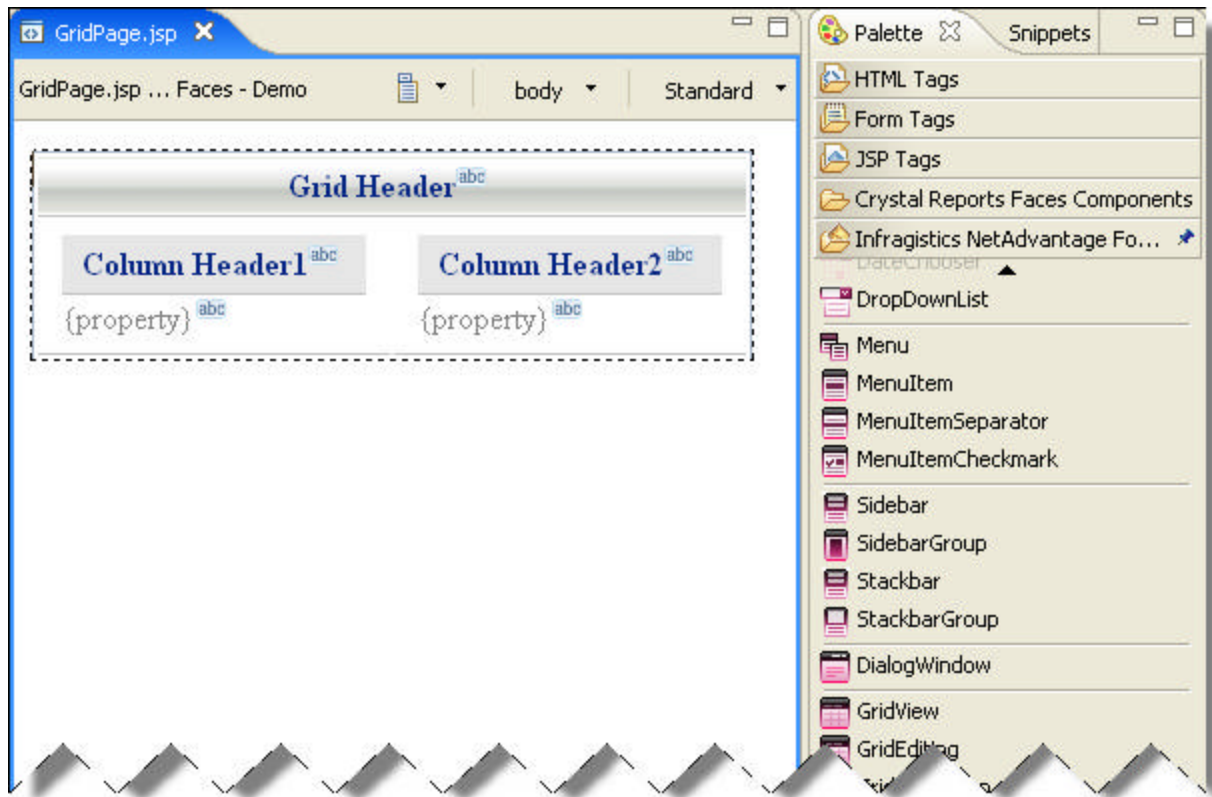 GridPage.jsp
GridPage.jsp ... Faces - Demo
body
Standard
Grid Header abc
Column Header1 abc
Column Header2 abc
{property} abc
{property} abc
Palette
Snippets
HTML Tags
Form Tags
JSP Tags
Crystal Reports Faces Components
Infragistics NetAdvantage Fo...
DateChooser
DropDownList
Menu
MenuItem
MenuItemSeparator
MenuItemCheckmark
Sidebar
SidebarGroup
Stackbar
StackbarGroup
DialogWindow
GridView
GridEditing